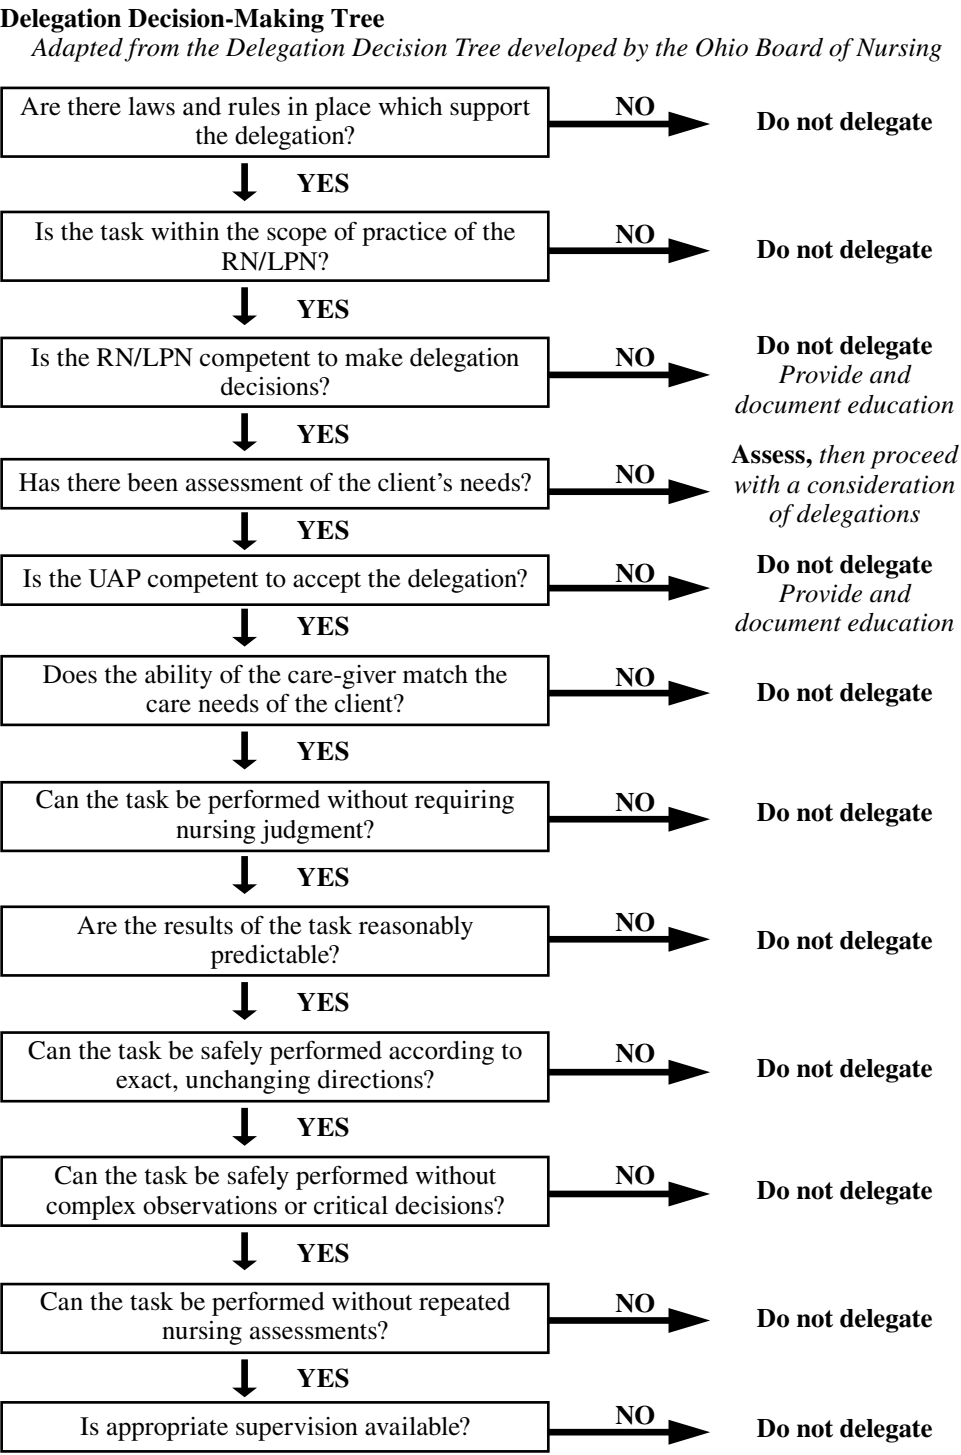 Delegation Decision-Making Tree
Adapted from the Delegation Decision Tree developed by the Ohio Board of Nursing
Are there laws and rules in place which support
the delegation?
NO
Do not delegate
YES
Is the task within the scope of practice of the
RN/LPN?
NO
Do not delegate
YES
Is the RN/LPN competent to make delegation
decisions?
NO
Do not delegate
Provide and
document education
YES
Has there been assessment of the client’s needs?
NO
Assess, then proceed
with a consideration
of delegations
YES
Is the UAP competent to accept the delegation?
NO
Do not delegate
Provide and
document education
YES
Does the ability of the care-giver match the
care needs of the client?
NO
Do not delegate
YES
Can the task be performed without requiring
nursing judgment?
NO
Do not delegate
YES
Are the results of the task reasonably
predictable?
NO
Do not delegate
YES
Can the task be safely performed according to
exact, unchanging directions?
NO
Do not delegate
YES
Can the task be safely performed without
complex observations or critical decisions?
NO
Do not delegate
YES
Can the task be performed without repeated
nursing assessments?
NO
Do not delegate
YES
Is appropriate supervision available?
NO
Do not delegate